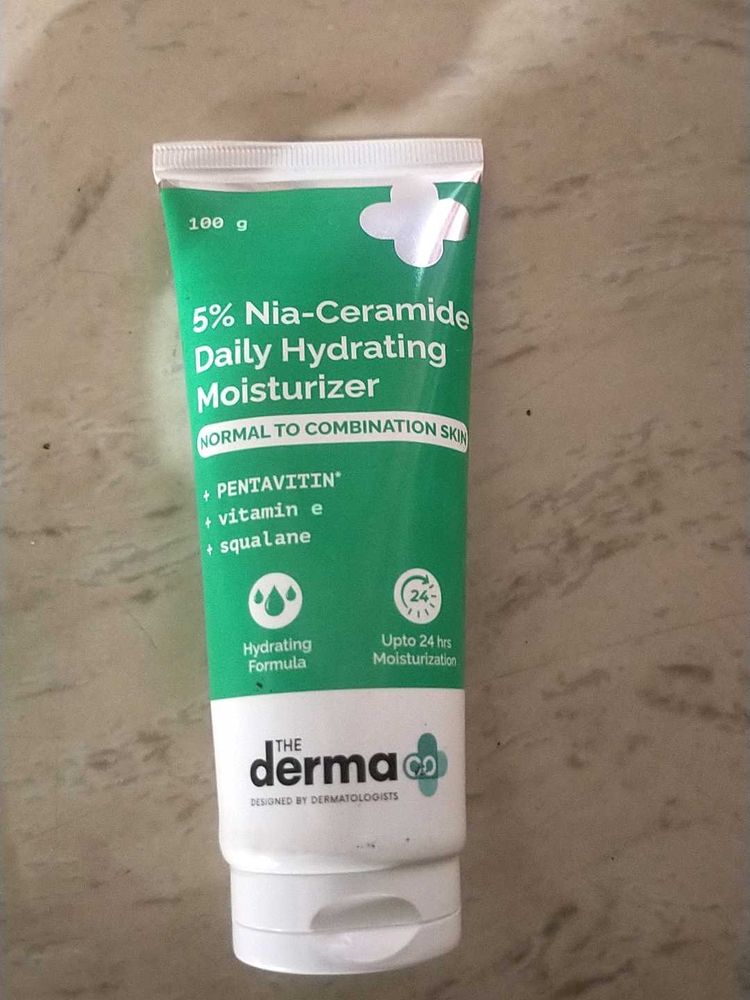 100 g
5% Nia-Ceramide
Daily Hydrating
Moisturizer
NORMAL TO COMBINATION SKIN
+ PENTAVITIN®
+ vitamin e
+ squalane
24
Hydrating
Formula
Upto 24 hrs
Moisturization
THE
derma co
DESIGNED BY DERMATOLOGISTS